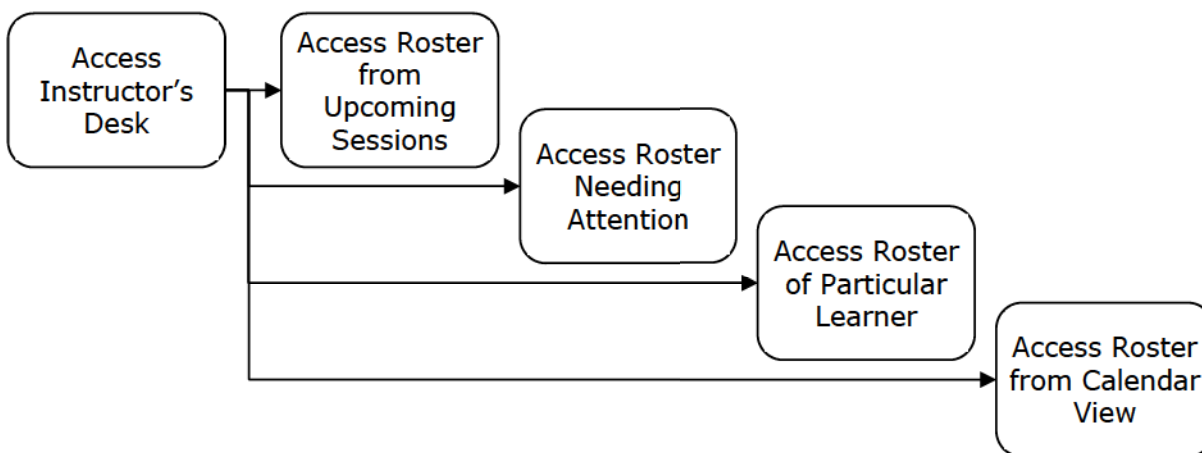 Access
Instructor’s
Desk
Access Roster
from
Upcoming
Sessions
Access Roster
Needing
Attention
Access Roster
of Particular
Learner
Access Roster
from Calendar
View